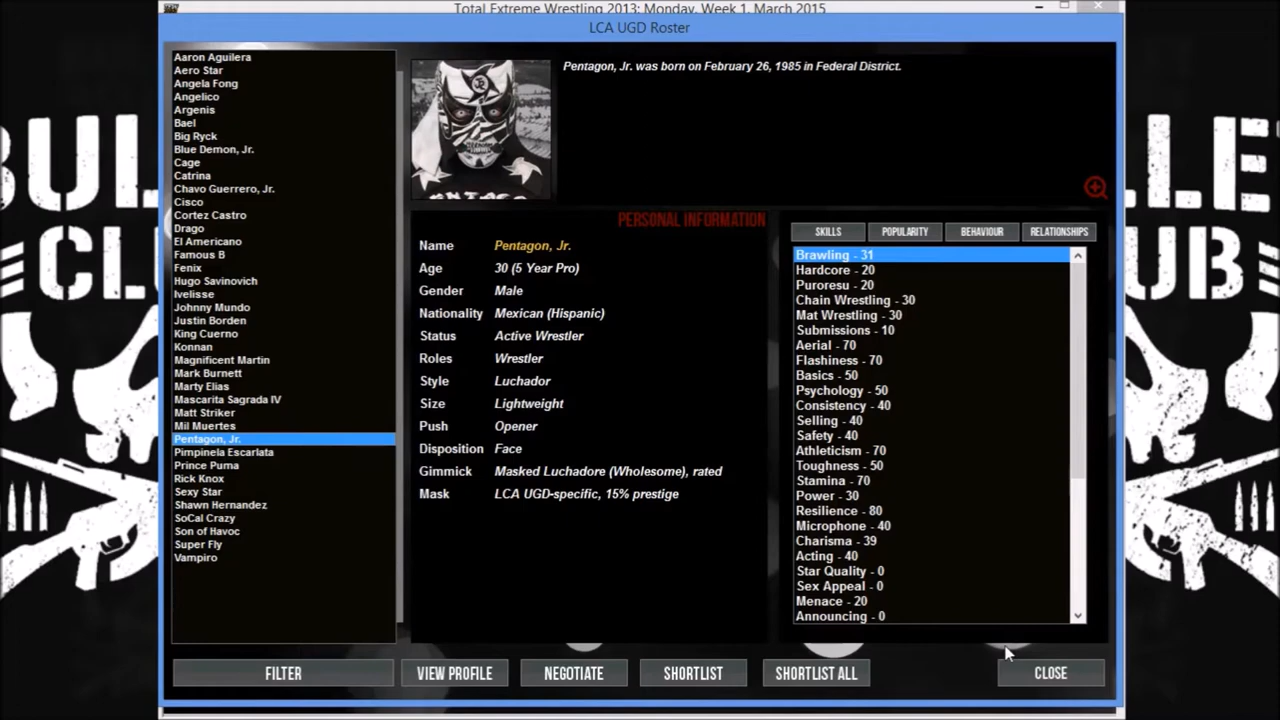 Total Extreme Wrestling 2013: Monday, Week 1, March 2015
LCA UGD Roster
Aaron Aguilera
Aero Star
Angela Fong
Angelico
Argenis
Bael
Big Ryck
Blue Demon, Jr.
Cage
Catrina
Chavo Guerrero, Jr.
Cisco
Cortez Castro
Drago
El Americano
Famous B
Fenix
Hugo Savinovich
Ivelisse
Johnny Mundo
Justin Borden
King Cuerno
Konnan
Magnificent Martin
Mark Burnett
Marty Elias
Mascarita Sagrada IV
Matt Striker
Mil Muertes
Pentagon, Jr.
Pimpinela Escarlata
Prince Puma
Rick Knox
Sexy Star
Shawn Hernandez
SoCal Crazy
Son of Havoc
Super Fly
Vampiro
Pentagon, Jr. was born on February 26, 1985 in Federal District.
PERSONAL INFORMATION
Name Pentagon, Jr.
Age 30 (5 Year Pro)
Gender Male
Nationality Mexican (Hispanic)
Status Active Wrestler
Roles Wrestler
Style Luchador
Size Lightweight
Push Opener
Disposition Face
Gimmick Masked Luchadore (Wholesome), rated
Mask LCA UGD-specific, 15% prestige
SKILLS POPULARITY BEHAVIOUR RELATIONSHIPS
Brawling - 31
Hardcore - 20
Puroresu - 20
Chain Wrestling - 30
Mat Wrestling - 30
Submissions - 10
Aerial - 70
Flashiness - 70
Basics - 50
Psychology - 50
Consistency - 40
Selling - 40
Safety - 40
Athleticism - 70
Toughness - 50
Stamina - 70
Power - 30
Resilience - 80
Microphone - 40
Charisma - 39
Acting - 40
Star Quality - 0
Sex Appeal - 0
Menace - 20
Announcing - 0
FILTER VIEW PROFILE NEGOTIATE SHORTLIST SHORTLIST ALL CLOSE